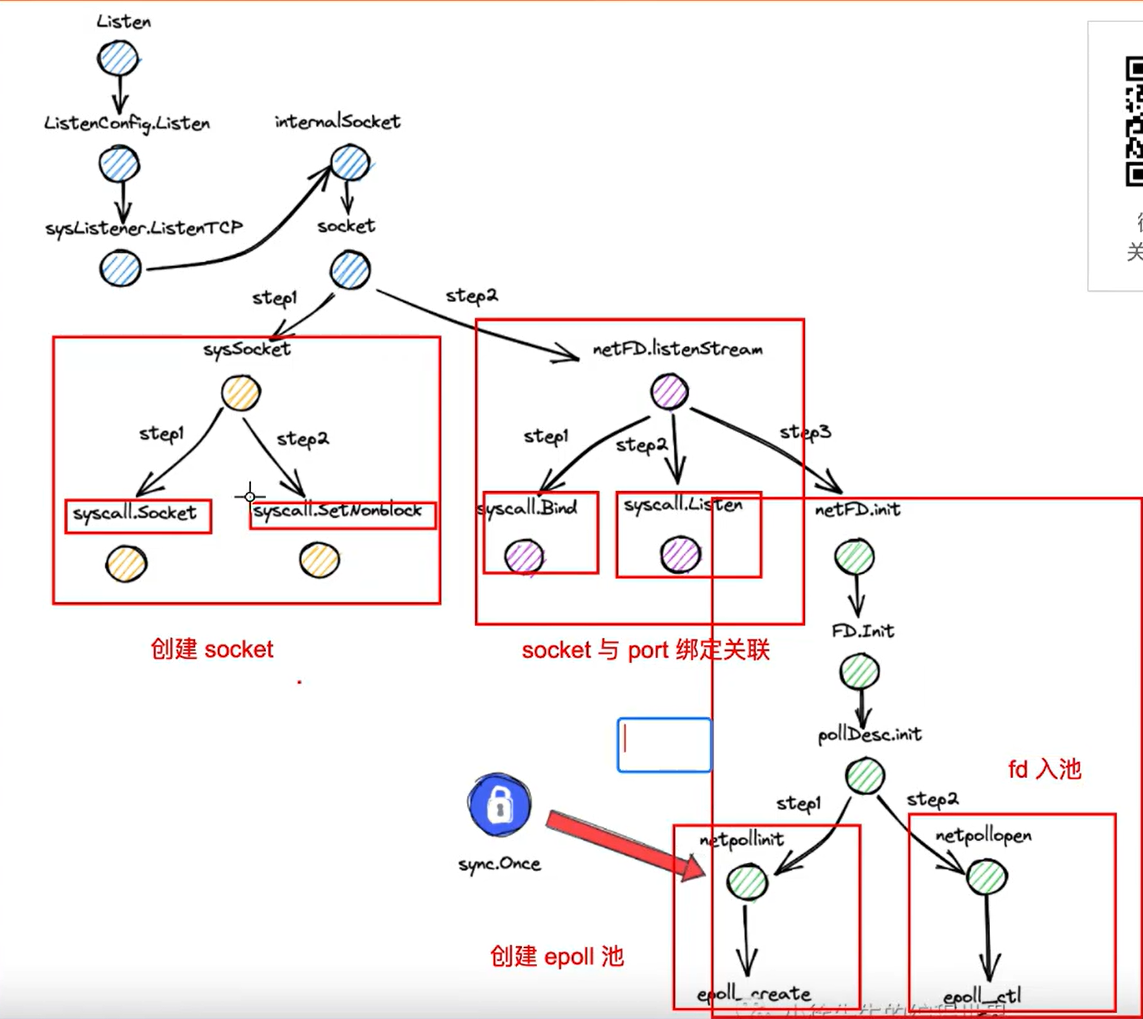 Listen
ListenConfig.Listen
internalSocket
sysListener.ListenTCP
socket
step1
step2
sysSocket
netFD.listenStream
step1
step2
step1
step2
step3
syscall.Socket
syscall.SetNonblock
syscall.Bind
syscall.Listen
netFD.init
创建 socket
socket 与 port 绑定关联
FD.Init
pollDesc.init
fd 入池
step1
step2
netpollinit
netpollopen
sync.Once
创建 epoll 池
epoll_create
epoll_ctl
关